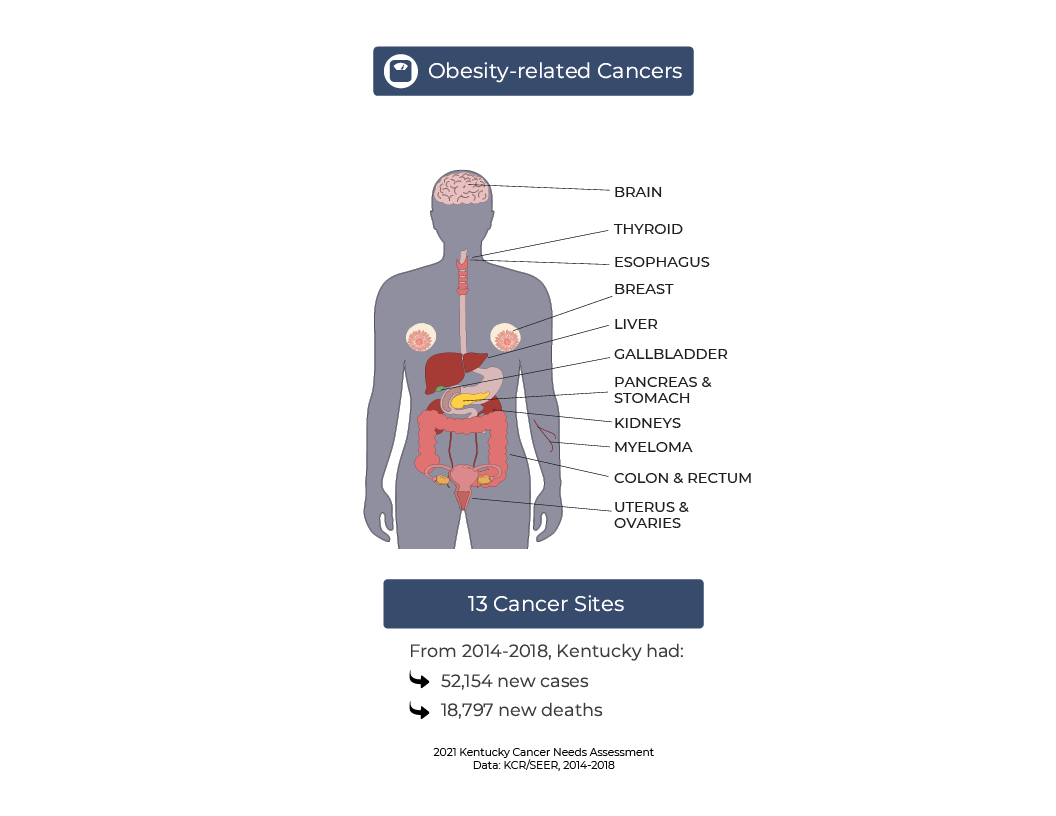 Obesity-related Cancers
BRAIN
THYROID
ESOPHAGUS
BREAST
LIVER
GALLBLADDER
PANCREAS &
STOMACH
KIDNEYS
MYELOMA
COLON & RECTUM
UTERUS &
OVARIES
13 Cancer Sites
From 2014-2018, Kentucky had:
52,154 new cases
18,797 new deaths
2021 Kentucky Cancer Needs Assessment
Data: KCR/SEER, 2014-2018